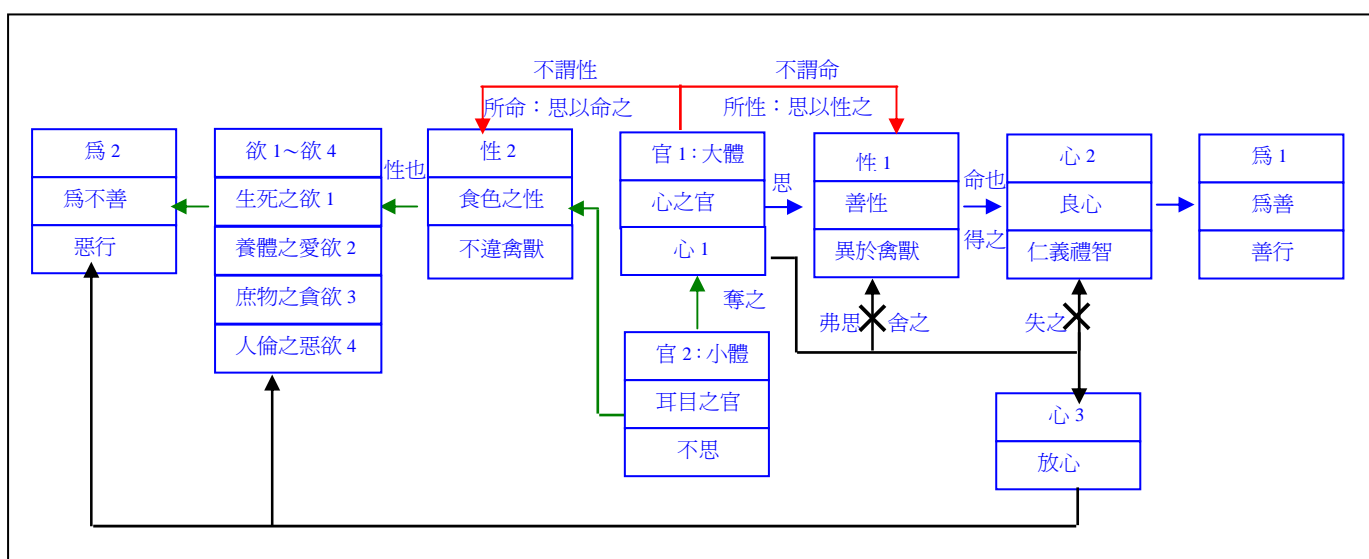 不謂性
不謂命
所命：思以命之
所性：思以性之
為 2
為不善
惡行
欲 1~欲 4
生死之欲 1
養體之愛欲 2
庶物之貪欲 3
人倫之惡欲 4
性也
性 2
食色之性
不違禽獸
官 1：大體
心之官
心 1
思
性 1
善性
異於禽獸
命也
得之
心 2
良心
仁義禮智
為 1
為善
善行
奪之
弗思
舍之
失之
官 2：小體
耳目之官
不思
心 3
放心